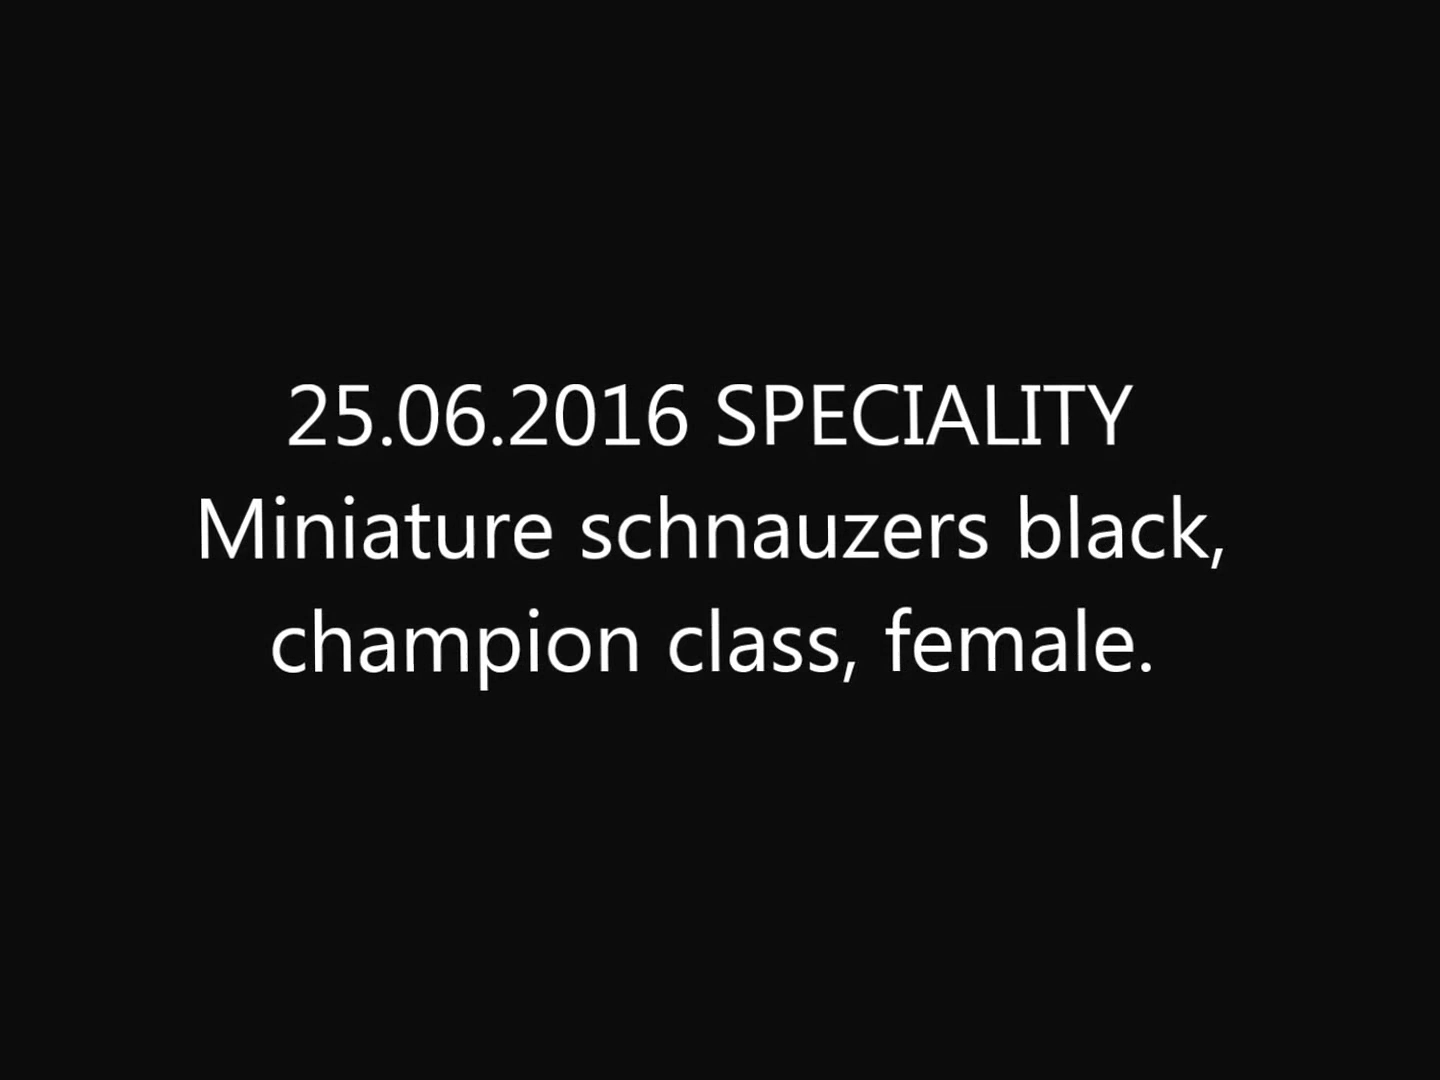 25.06.2016 SPECIALITY
Miniature schnauzers black,
champion class, female.